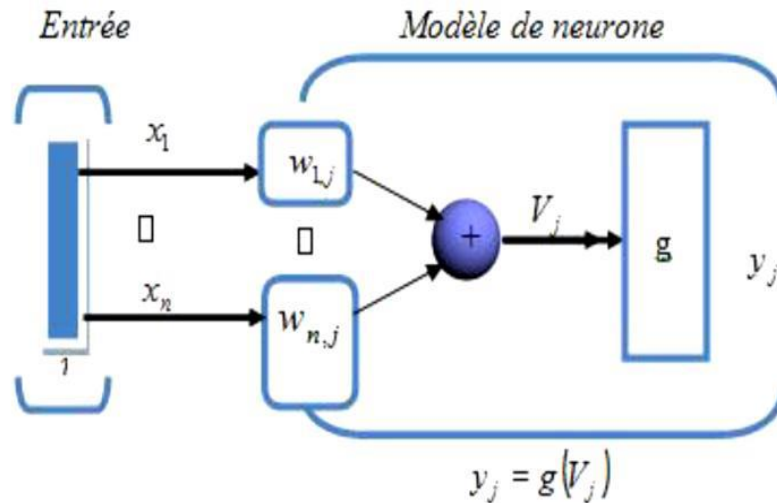 Entrée
Modèle de neurone
x₁
w₁,ⱼ
+
Vⱼ
g
yⱼ
xₙ
wₙ,ⱼ
1
yⱼ = g(Vⱼ)